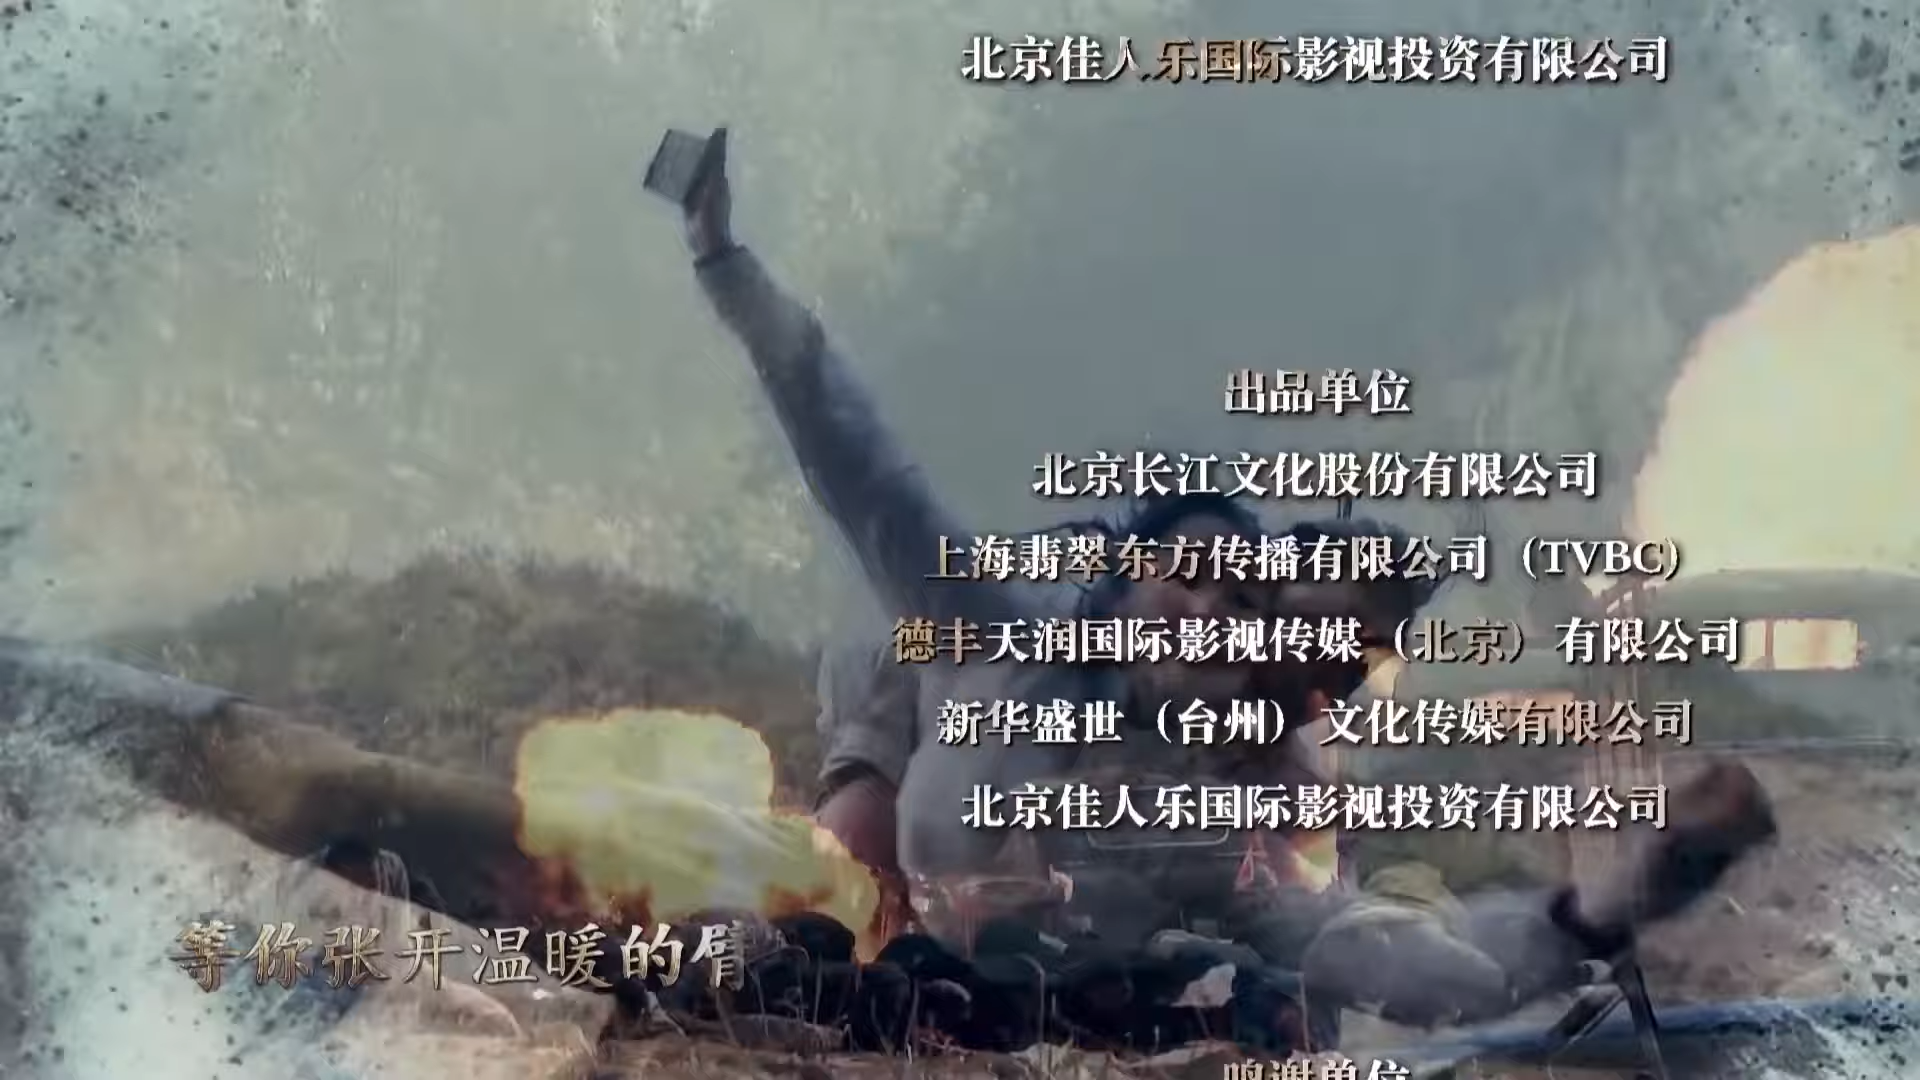 北京佳人乐国际影视投资有限公司
出品单位
北京长江文化股份有限公司
上海翡翠东方传播有限公司（TVBC）
德丰天润国际影视传媒（北京）有限公司
新华盛世（台州）文化传媒有限公司
北京佳人乐国际影视投资有限公司
等你张开温暖的臂
鸣谢单位